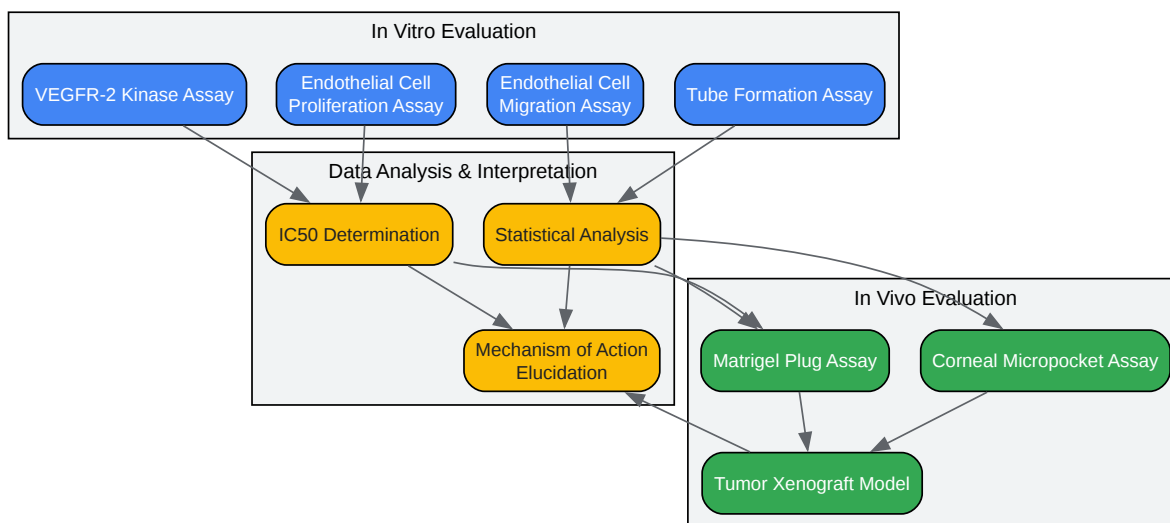 In Vitro Evaluation
VEGFR-2 Kinase Assay
Endothelial Cell
Proliferation Assay
Endothelial Cell
Migration Assay
Tube Formation Assay
Data Analysis & Interpretation
IC50 Determination
Statistical Analysis
Mechanism of Action
Elucidation
In Vivo Evaluation
Matrigel Plug Assay
Corneal Micropocket Assay
Tumor Xenograft Model